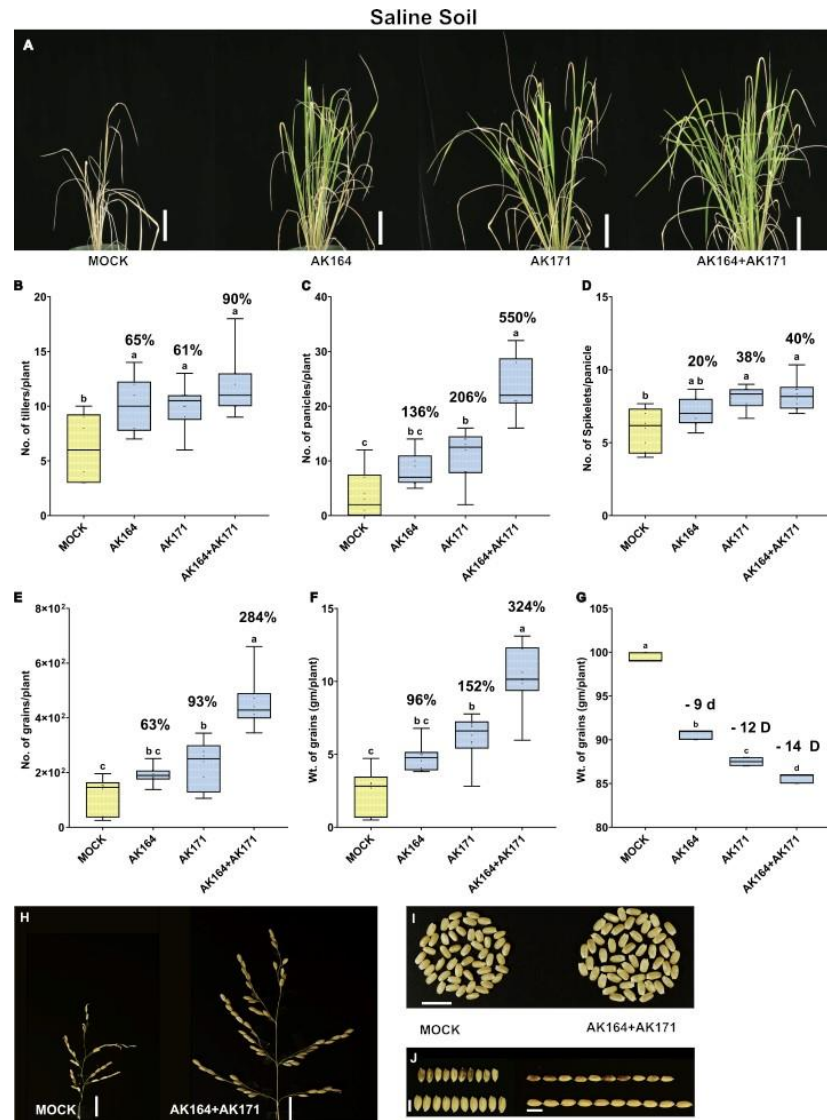 Saline Soil
A
MOCK AK164 AK171 AK164+AK171
B
No. of tillers/plant
20
15
10
5
0
65%
61%
90%
b
a
a
a
MOCK
AK164
AK171
AK164+AK171
C
No. of panicles/plant
40
30
20
10
0
136%
206%
550%
c
b c
b
a
MOCK
AK164
AK171
AK164+AK171
D
No. of Spikelets/panicle
15
10
5
0
20%
38%
40%
b
a b
a
a
MOCK
AK164
AK171
AK164+AK171
E
No. of grains/plant
8×10²
6×10²
4×10²
2×10²
0
63%
93%
284%
c
b c
b
a
MOCK
AK164
AK171
AK164+AK171
F
Wt. of grains (gm/plant)
15
10
5
0
96%
152%
324%
c
b c
b
a
MOCK
AK164
AK171
AK164+AK171
G
Wt. of grains (gm/plant)
105
100
95
90
85
80
- 9 d
- 12 D
- 14 D
a
b
c
d
MOCK
AK164
AK171
AK164+AK171
H
MOCK
AK164+AK171
I
MOCK
AK164+AK171
J